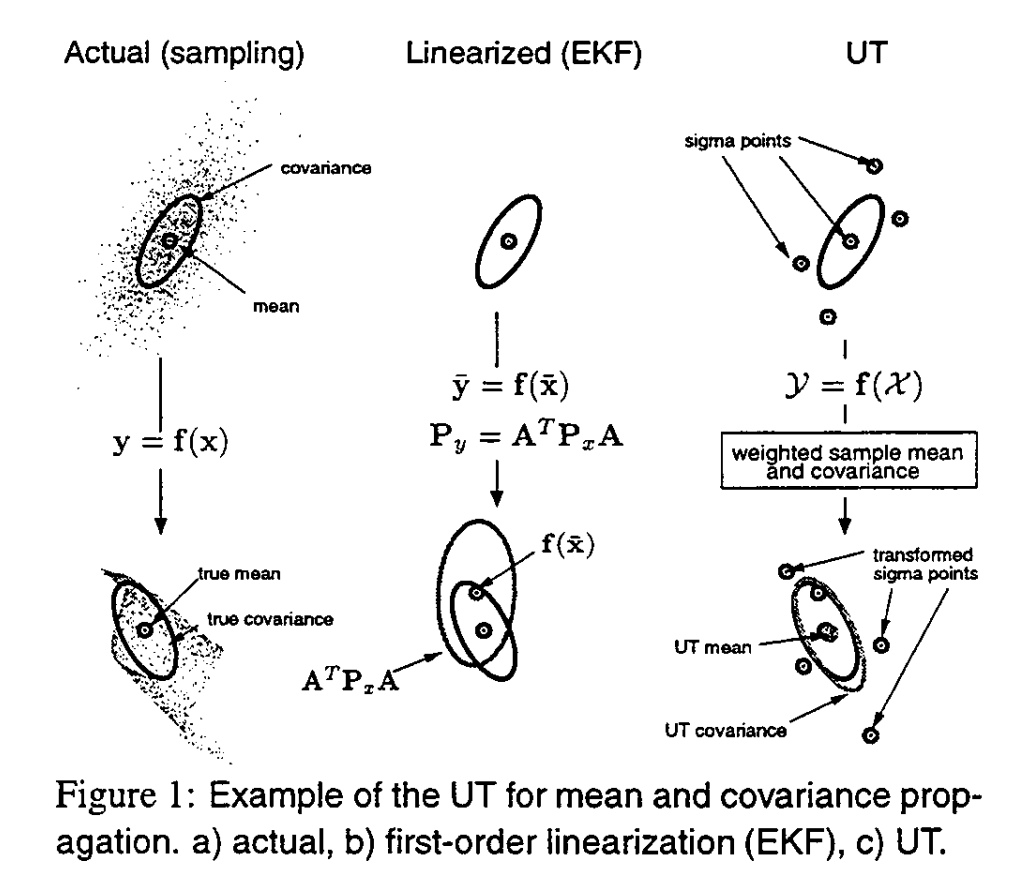 Actual (sampling)
Linearized (EKF)
UT
covariance
mean
sigma points
y = f(x)
ȳ = f(x̄)
P_y = A^T P_x A
𝒴 = f(𝒳)
weighted sample mean
and covariance
true mean
true covariance
f(x̄)
A^T P_x A
transformed
sigma points
UT mean
UT covariance
Figure 1: Example of the UT for mean and covariance prop-
agation. a) actual, b) first-order linearization (EKF), c) UT.